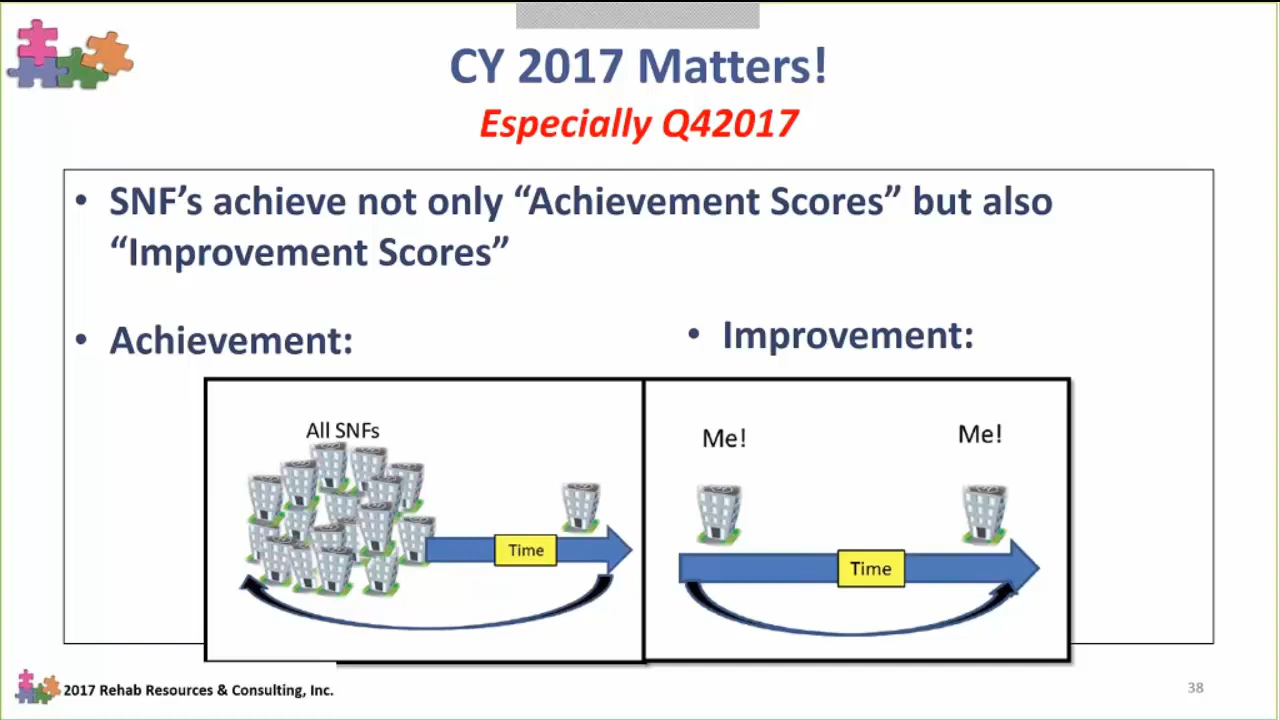 CY 2017 Matters!
Especially Q42017
• SNF’s achieve not only “Achievement Scores” but also
“Improvement Scores”
• Achievement:
• Improvement:
All SNFs
Time
Me!
Me!
Time
2017 Rehab Resources & Consulting, Inc.
38